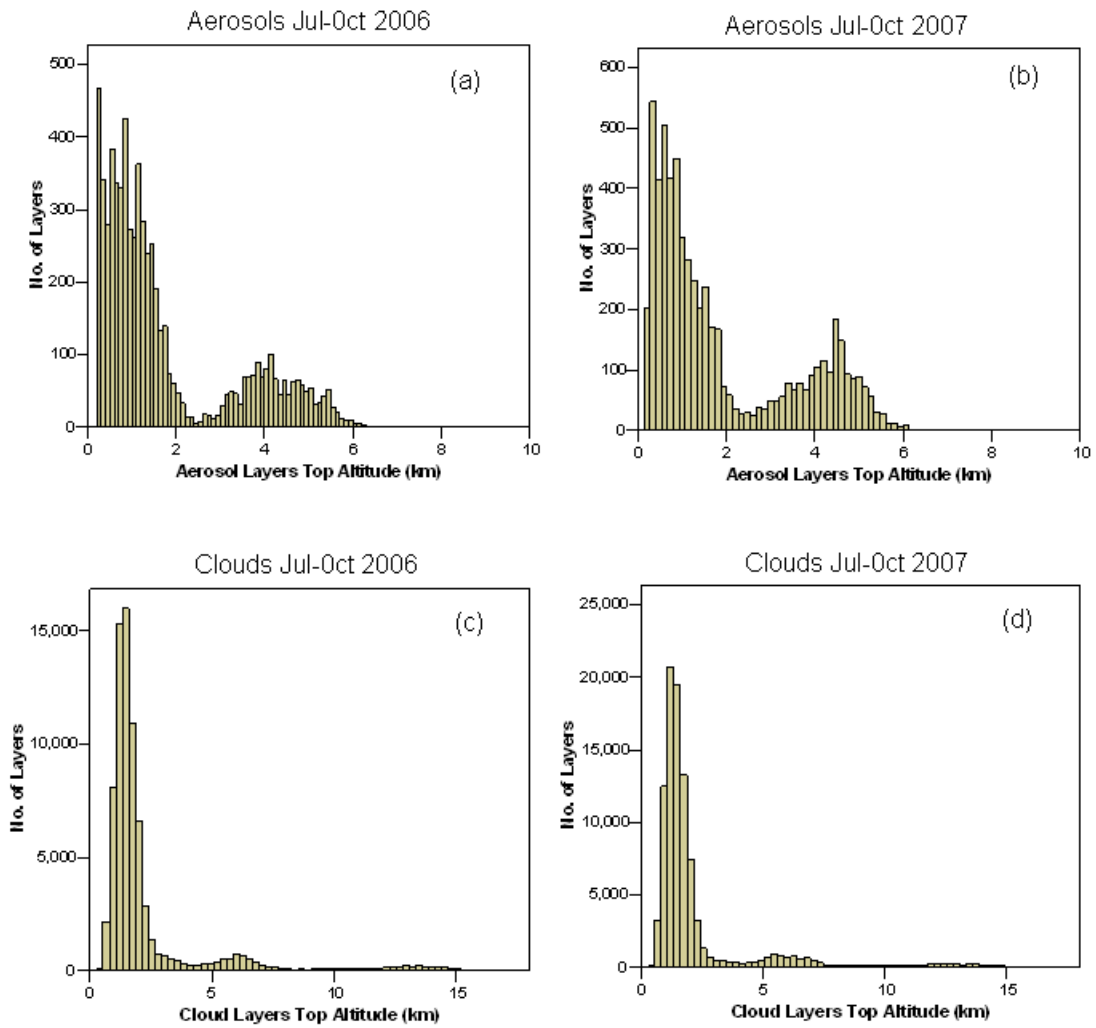 Aerosols Jul-Oct 2006
(a)
No. of Layers
500
400
300
200
100
0
0 2 4 6 8 10
Aerosol Layers Top Altitude (km)
Aerosols Jul-Oct 2007
(b)
No. of Layers
600
500
400
300
200
100
0
0 2 4 6 8 10
Aerosol Layers Top Altitude (km)
Clouds Jul-Oct 2006
(c)
No. of Layers
15,000
10,000
5,000
0
0 5 10 15
Cloud Layers Top Altitude (km)
Clouds Jul-Oct 2007
(d)
No. of Layers
25,000
20,000
15,000
10,000
5,000
0
0 5 10 15
Cloud Layers Top Altitude (km)